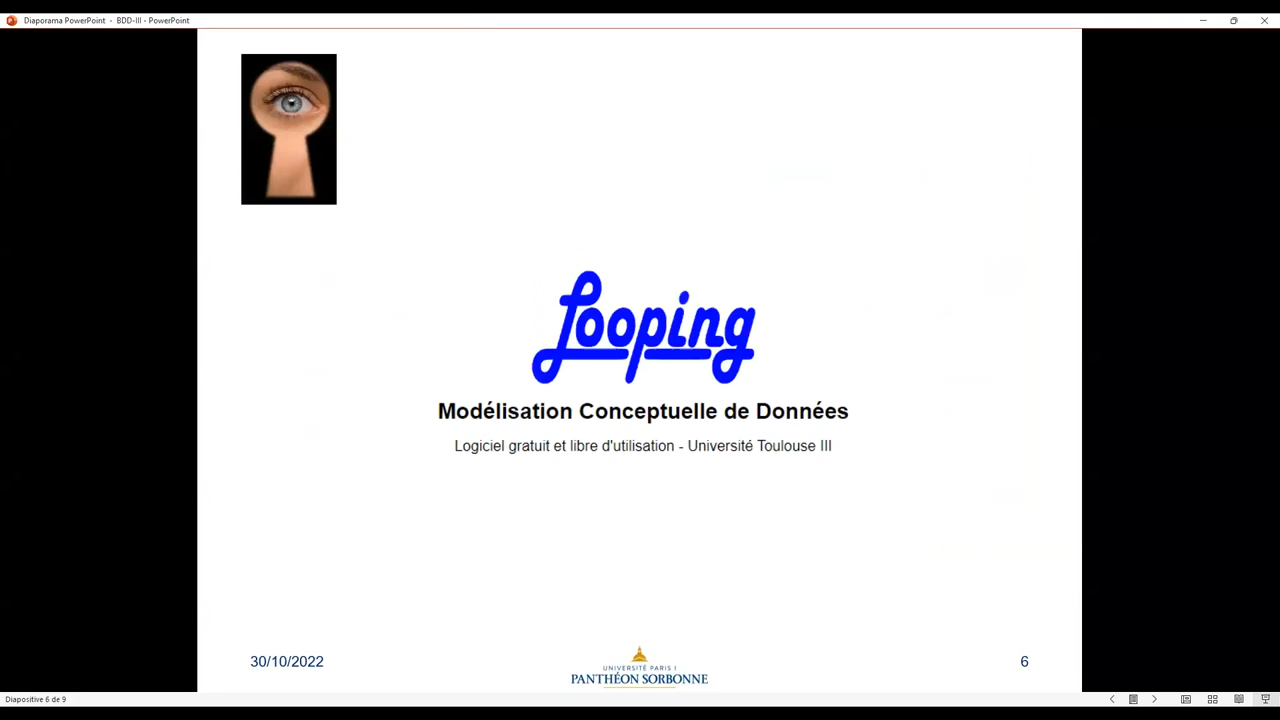 Diaporama PowerPoint - BDD-III - PowerPoint
Looping
Modélisation Conceptuelle de Données
Logiciel gratuit et libre d'utilisation - Université Toulouse III
30/10/2022
UNIVERSITÉ PARIS 1
PANTHÉON SORBONNE
6
Diapositive 6 de 9